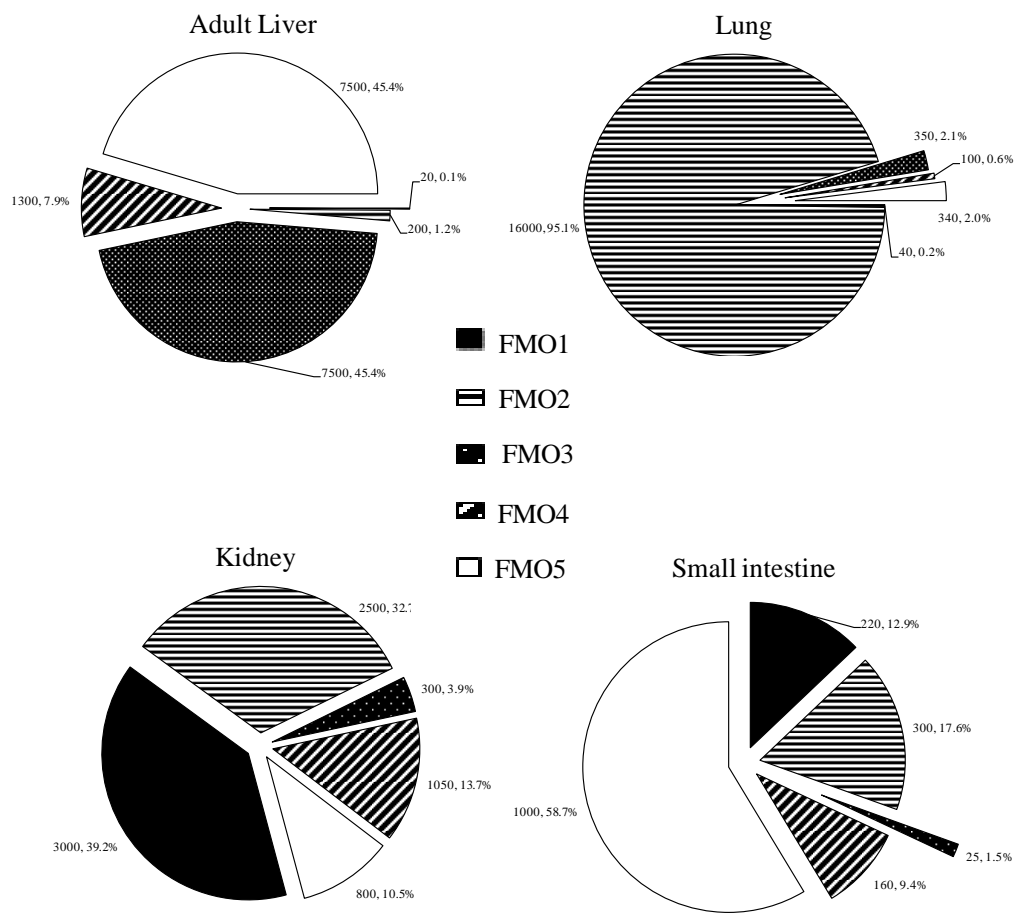 Adult Liver
7500, 45.4%
20, 0.1%
200, 1.2%
7500, 45.4%
1300, 7.9%
Lung
350, 2.1%
100, 0.6%
340, 2.0%
40, 0.2%
16000,95.1%
FMO1
FMO2
FMO3
FMO4
FMO5
Kidney
2500, 32.7
300, 3.9%
1050, 13.7%
800, 10.5%
3000, 39.2%
Small intestine
220, 12.9%
300, 17.6%
25, 1.5%
160, 9.4%
1000, 58.7%